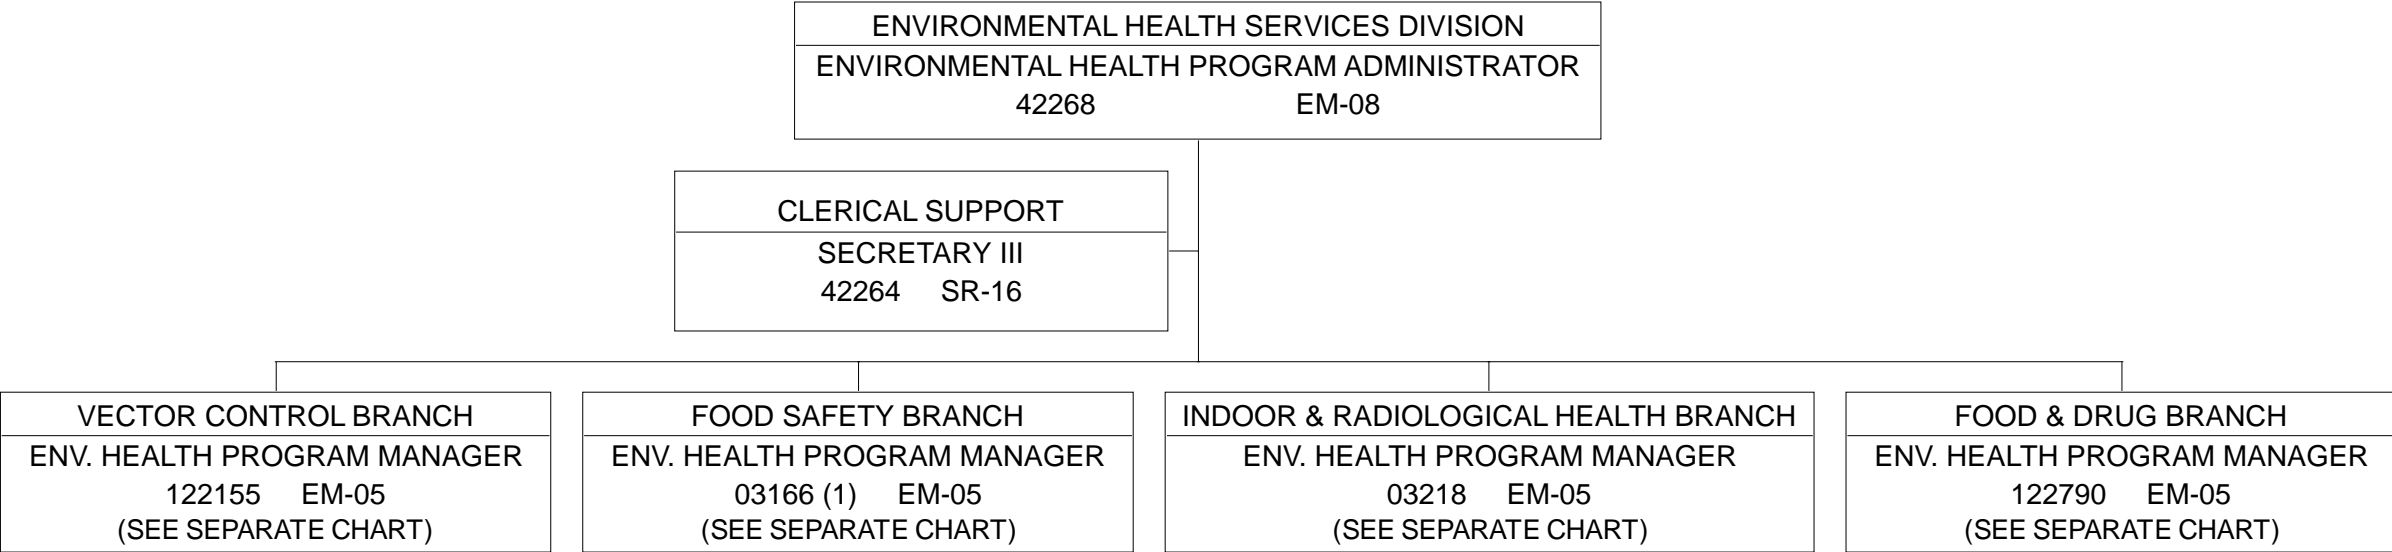 ENVIRONMENTAL HEALTH SERVICES DIVISION
ENVIRONMENTAL HEALTH PROGRAM ADMINISTRATOR
42268 EM-08
CLERICAL SUPPORT
SECRETARY III
42264 SR-16
VECTOR CONTROL BRANCH
ENV. HEALTH PROGRAM MANAGER
122155 EM-05
(SEE SEPARATE CHART)
FOOD SAFETY BRANCH
ENV. HEALTH PROGRAM MANAGER
03166 (1) EM-05
(SEE SEPARATE CHART)
INDOOR & RADIOLOGICAL HEALTH BRANCH
ENV. HEALTH PROGRAM MANAGER
03218 EM-05
(SEE SEPARATE CHART)
FOOD & DRUG BRANCH
ENV. HEALTH PROGRAM MANAGER
122790 EM-05
(SEE SEPARATE CHART)